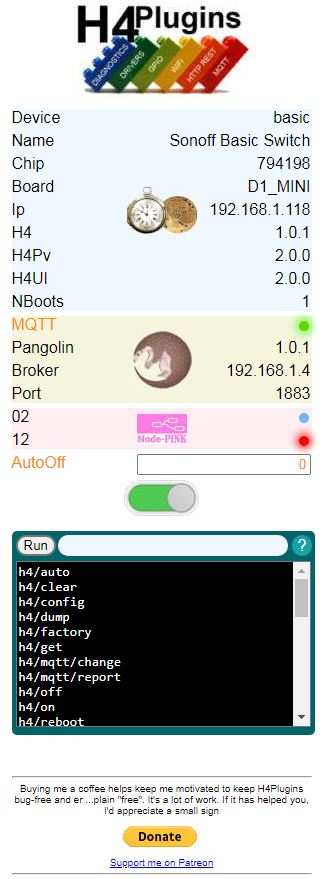 H4Plugins
DIAGNOSTICS DRIVERS GPIO WIFI HTTP REST MQTT
Device basic
Name Sonoff Basic Switch
Chip 794198
Board D1_MINI
Ip 192.168.1.118
H4 1.0.1
H4Pv 2.0.0
H4UI 2.0.0
NBoots 1
MQTT
Pangolin 1.0.1
Broker 192.168.1.4
Port 1883
02
12
Node-PINK
AutoOff 0
Run ?
h4/auto
h4/clear
h4/config
h4/dump
h4/factory
h4/get
h4/mqtt/change
h4/mqtt/report
h4/off
h4/on
h4/reboot
Buying me a coffee helps keep me motivated to keep H4Plugins
bug-free and er ...plain "free". It's a lot of work. If it has helped you,
I'd appreciate a small sign
Donate
Support me on Patreon